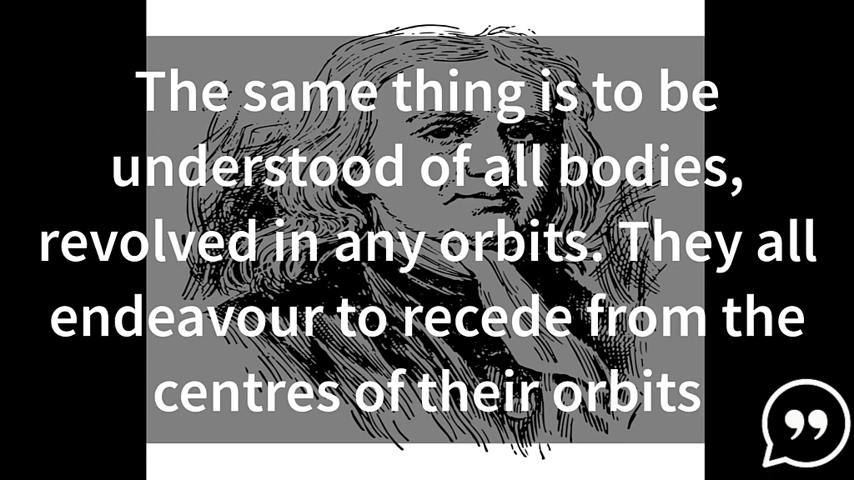 The same thing is to be
understood of all bodies,
revolved in any orbits. They all
endeavour to recede from the
centres of their orbits